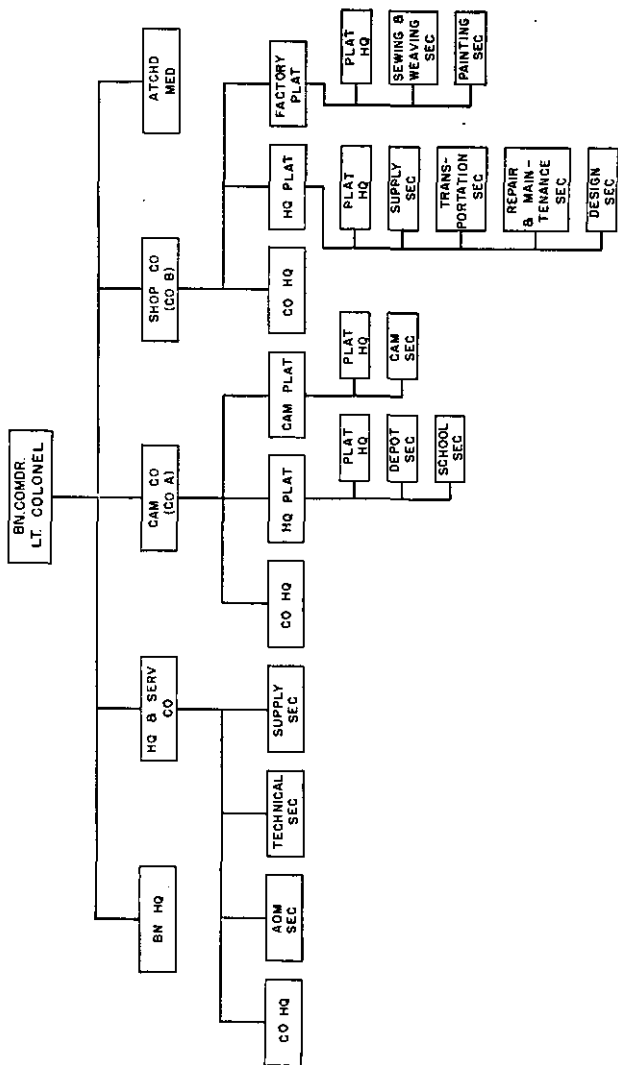 BN. COMDR.
LT. COLONEL
BN HQ
HQ & SERV
CO
CAM CO
(CO A)
SHOP CO
(CO B)
ATCHD
MED
CO HQ
ADM
SEC
TECHNICAL
SEC
SUPPLY
SEC
CO HQ
HQ PLAT
CAM PLAT
CO HQ
HQ PLAT
FACTORY
PLAT
PLAT
HQ
DEPOT
SEC
SCHOOL
SEC
PLAT
HQ
CAM
SEC
PLAT
HQ
SUPPLY
SEC
TRANS-
PORTATION
SEC
REPAIR
& MAIN-
TENANCE
SEC
DESIGN
SEC
PLAT
HQ
SEWING &
WEAVING
SEC
PAINTING
SEC